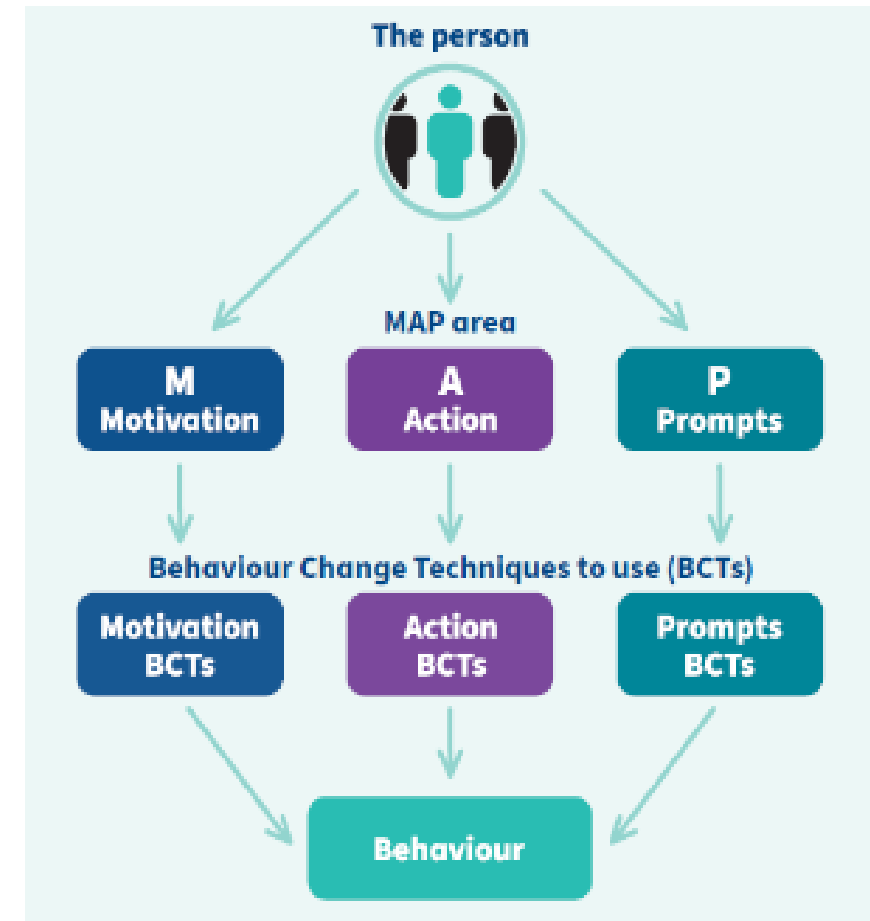 The person
MAP area
M
Motivation
A
Action
P
Prompts
Behaviour Change Techniques to use (BCTs)
Motivation
BCTs
Action
BCTs
Prompts
BCTs
Behaviour